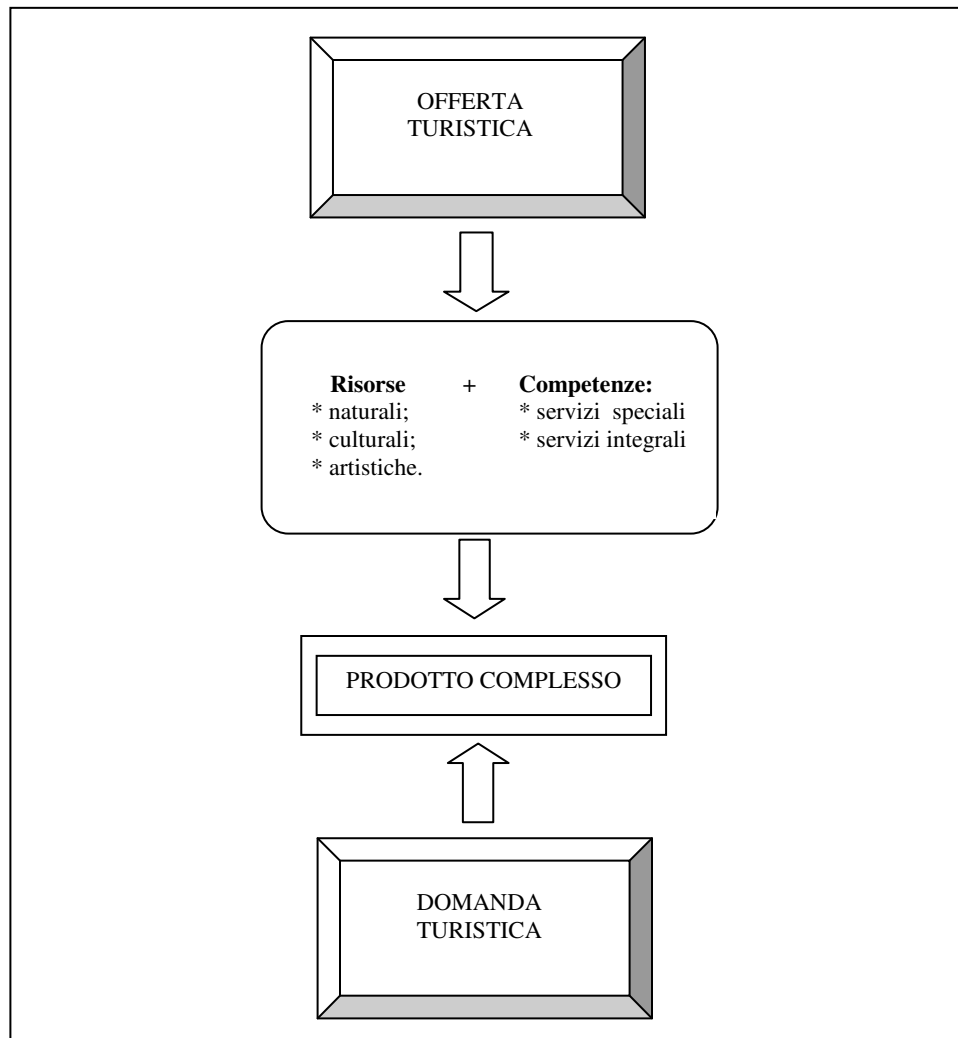 OFFERTA
TURISTICA
Risorse + Competenze:
* naturali; * servizi speciali
* culturali; * servizi integrali
* artistiche.
PRODOTTO COMPLESSO
DOMANDA
TURISTICA